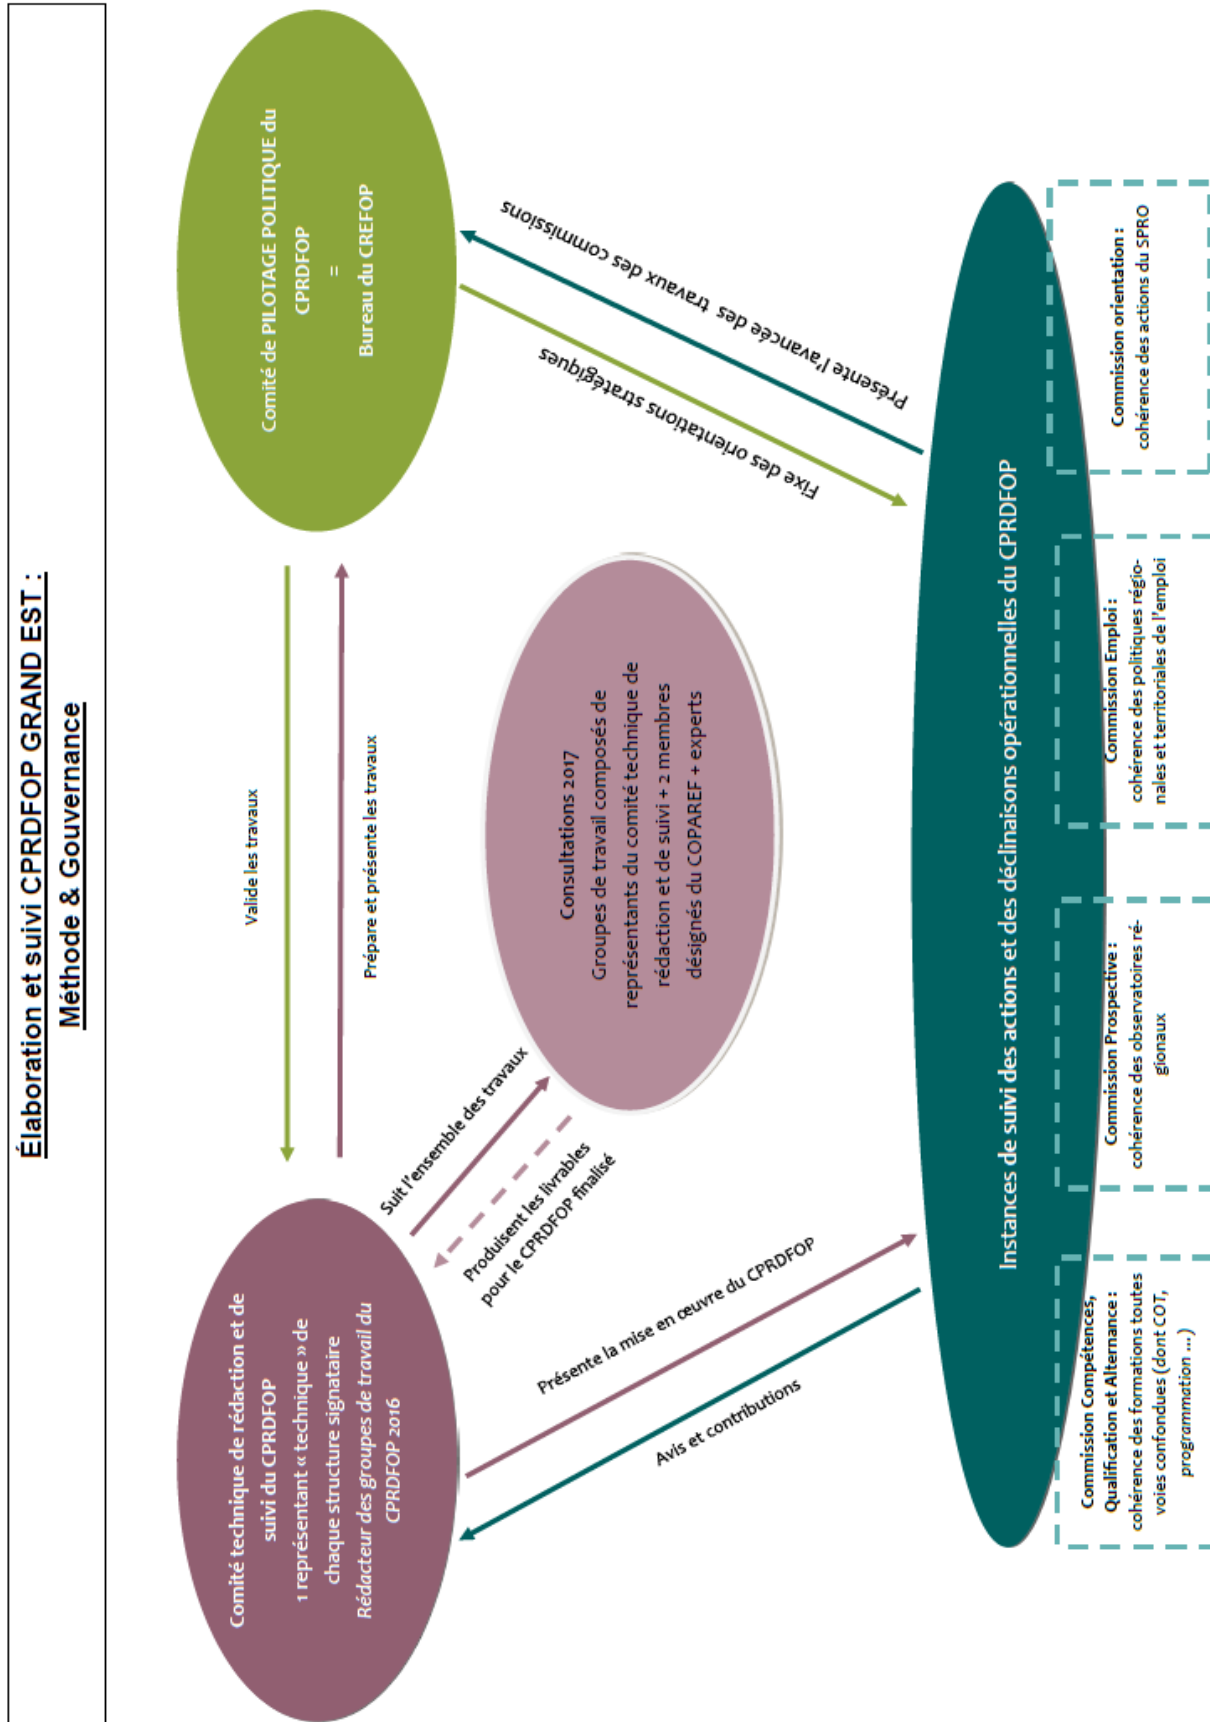 Élaboration et suivi CPRDFOP GRAND EST :
Méthode & Gouvernance
Comité technique de rédaction et de
suivi du CPRDFOP
1 représentant « technique » de
chaque structure signataire
Rédacteur des groupes de travail du
CPRDFOP 2016
Valide les travaux
Prépare et présente les travaux
Comité de PILOTAGE POLITIQUE du
CPRDFOP
=
Bureau du CREFOP
Suit l'ensemble des travaux
Produisent les livrables
pour le CPRDFOP finalisé
Consultations 2017
Groupes de travail composés de
représentants du comité technique de
rédaction et de suivi + 2 membres
désignés du COPAREF + experts
Présente la mise en œuvre du CPRDFOP
Avis et contributions
Fixe des orientations stratégiques
Présente l'avancée des travaux des commissions
Instances de suivi des actions et des déclinaisons opérationnelles du CPRDFOP
Commission Compétences,
Qualification et Alternance :
cohérence des formations toutes
voies confondues (dont COT,
programmation ...)
Commission Prospective :
cohérence des observatoires ré-
gionaux
Commission Emploi :
cohérence des politiques régio-
nales et territoriales de l'emploi
Commission orientation :
cohérence des actions du SPRO